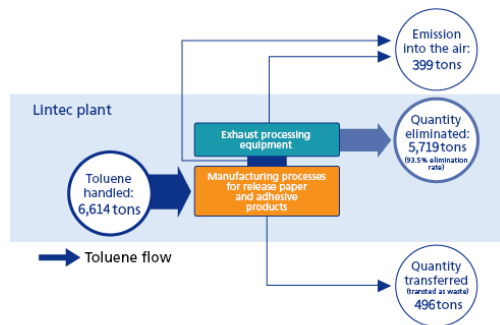 Emission
into the air:
399 tons
Lintec plant
Exhaust processing
equipment
Quantity
eliminated:
5,719 tons
(93.5% elimination
rate)
Toluene
handled:
6,614 tons
Manufacturing processes
for release paper
and adhesive
products
Toluene flow
Quantity
transferred
(transted as waste)
496 tons